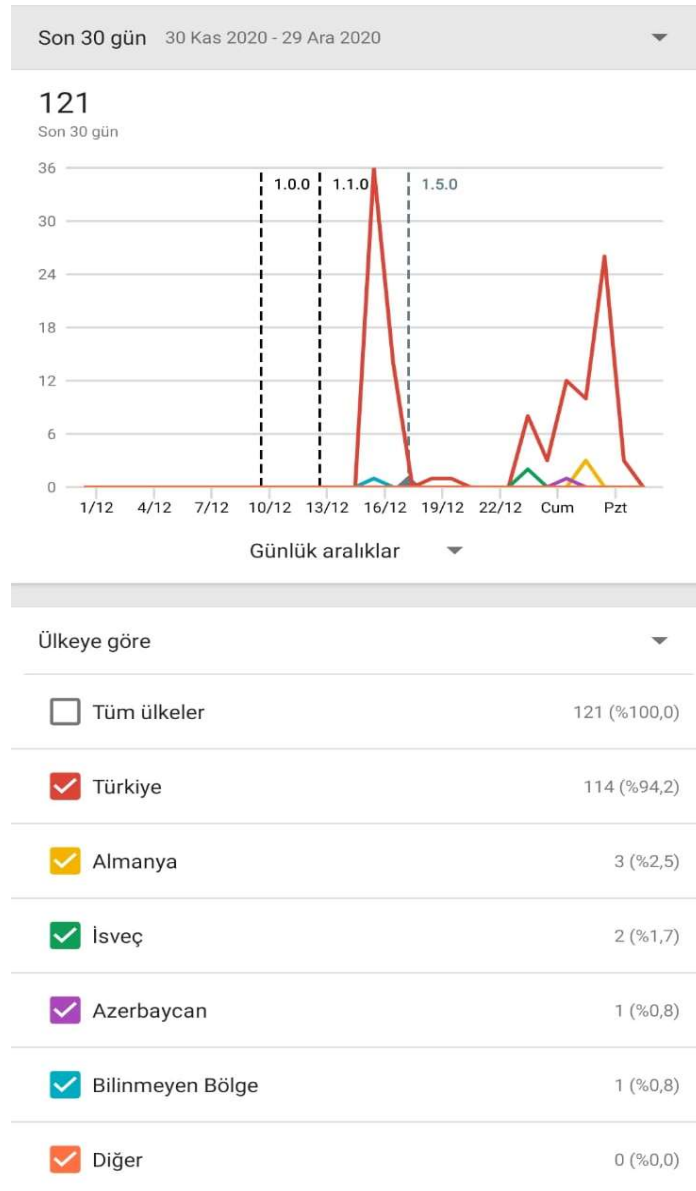 Son 30 gün 30 Kas 2020 - 29 Ara 2020
121
Son 30 gün
36
1.0.0 1.1.0 1.5.0
30
24
18
12
6
0
1/12 4/12 7/12 10/12 13/12 16/12 19/12 22/12 Cum Pzt
Günlük aralıklar
Ülkeye göre
Tüm ülkeler 121 (%100,0)
Türkiye 114 (%94,2)
Almanya 3 (%2,5)
İsveç 2 (%1,7)
Azerbaycan 1 (%0,8)
Bilinmeyen Bölge 1 (%0,8)
Diğer 0 (%0,0)